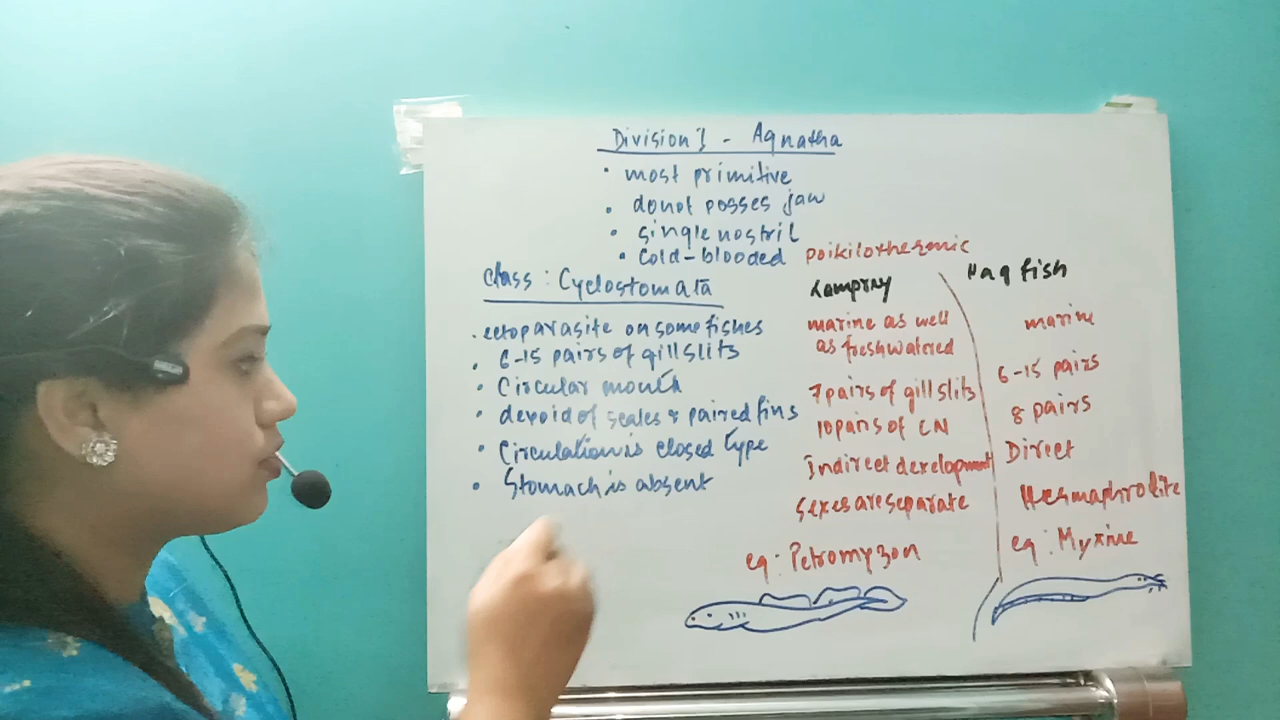 Division I - Agnatha
• most primitive
• donot posses jaw
• single nostril
• Cold-blooded poikilothermic
Class : Cyclostomata
• ectoparasite on some fishes
• 6-15 pairs of gill slits
• Circular mouth
• devoid of scales & paired fins
• Circulation is closed type
• Stomach is absent
Lamprey
marine as well
as freshwatered
7 pairs of gill slits
10 pairs of CN
Indirect development
Sexes are separate
eg: Petromyzon
Hag fish
marine
6-15 pairs
8 pairs
Direct
Hermaphrodite
eg: Myxine